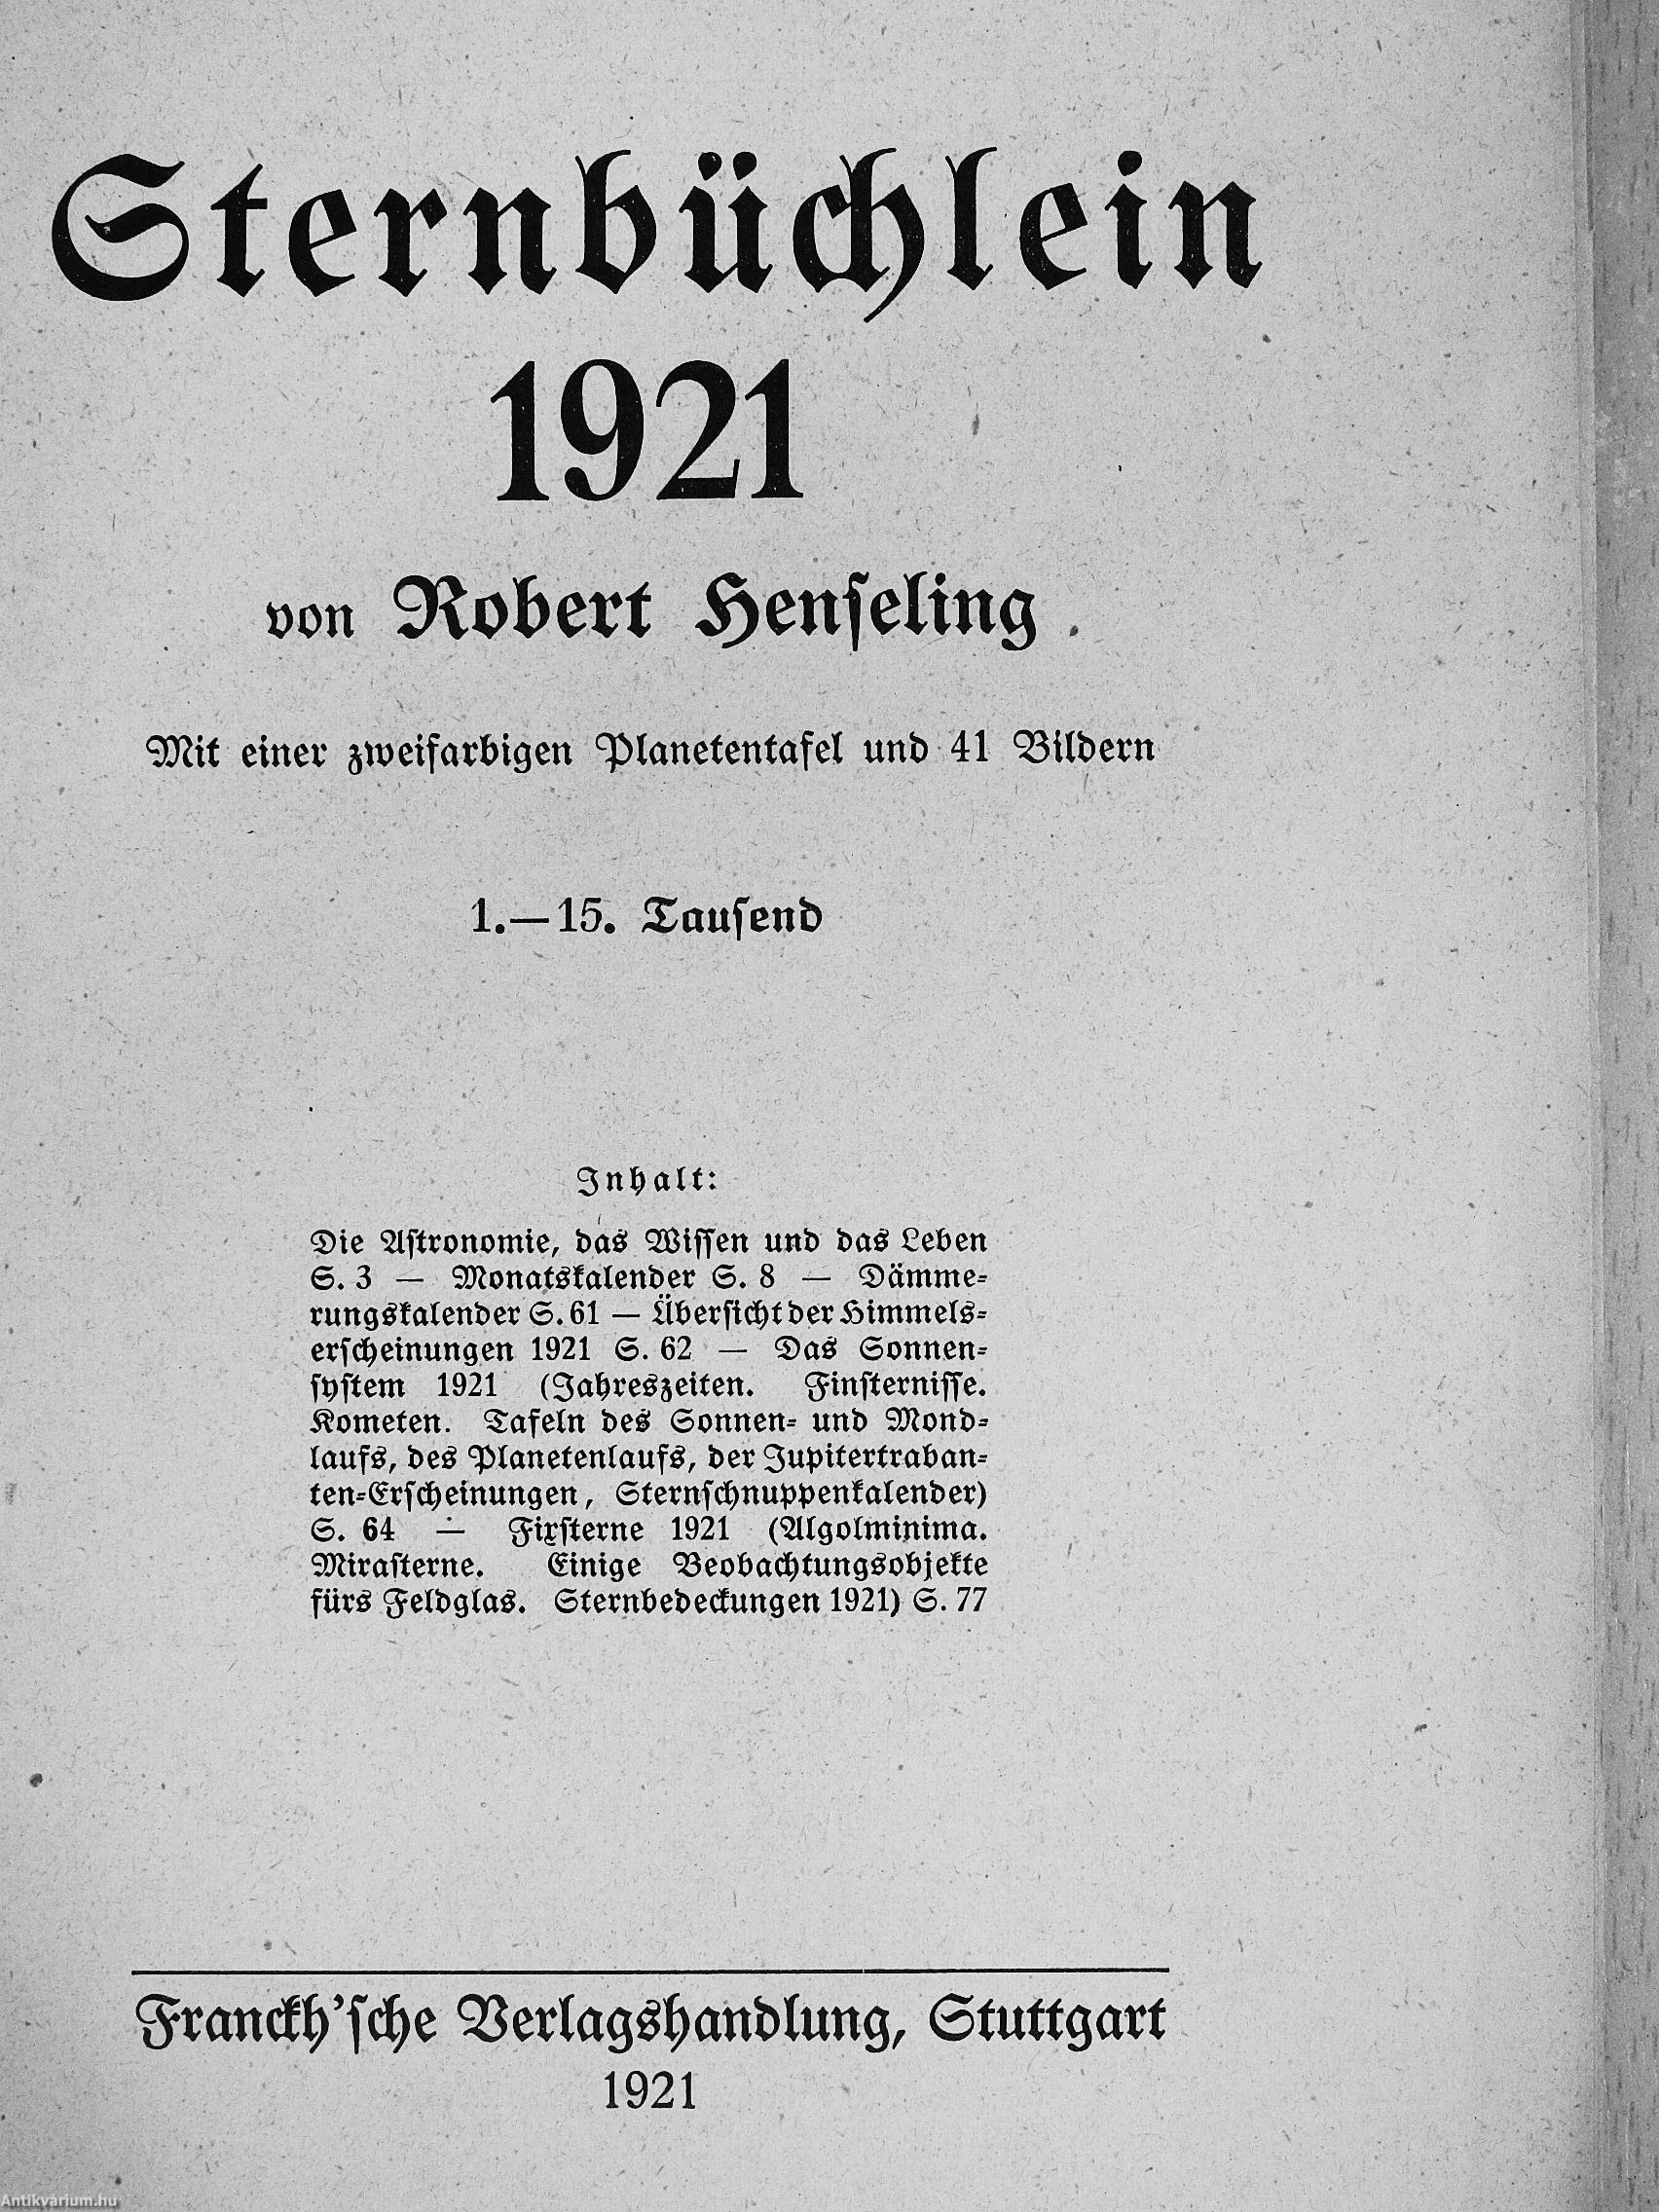 Sternbüchlein
1921
von Robert Henseling
Mit einer zweifarbigen Planetentafel und 41 Bildern
1.—15. Tausend
Inhalt:
Die Astronomie, das Wissen und das Leben
S. 3 — Monatskalender S. 8 — Dämme-
rungskalender S. 61 — Übersicht der Himmels-
erscheinungen 1921 S. 62 — Das Sonnen-
system 1921 (Jahreszeiten. Finsternisse.
Kometen. Tafeln des Sonnen- und Mond-
laufs, des Planetenlaufs, der Jupitertraban-
ten-Erscheinungen, Sternschnuppenkalender)
S. 64 — Fixsterne 1921 (Algolminima.
Mirasterne. Einige Beobachtungsobjekte
fürs Feldglas. Sternbedeckungen 1921) S. 77
Franckh'sche Verlagshandlung, Stuttgart
1921
Antikvárium.hu